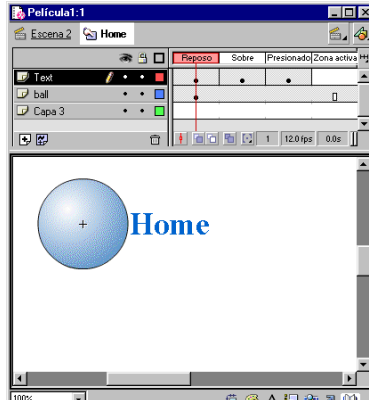 Película1:1
Escena 2 Home
Reposo Sobre Presionado Zona activa
Text
ball
Capa 3
1 12.0 fps 0.0s
Home
100%